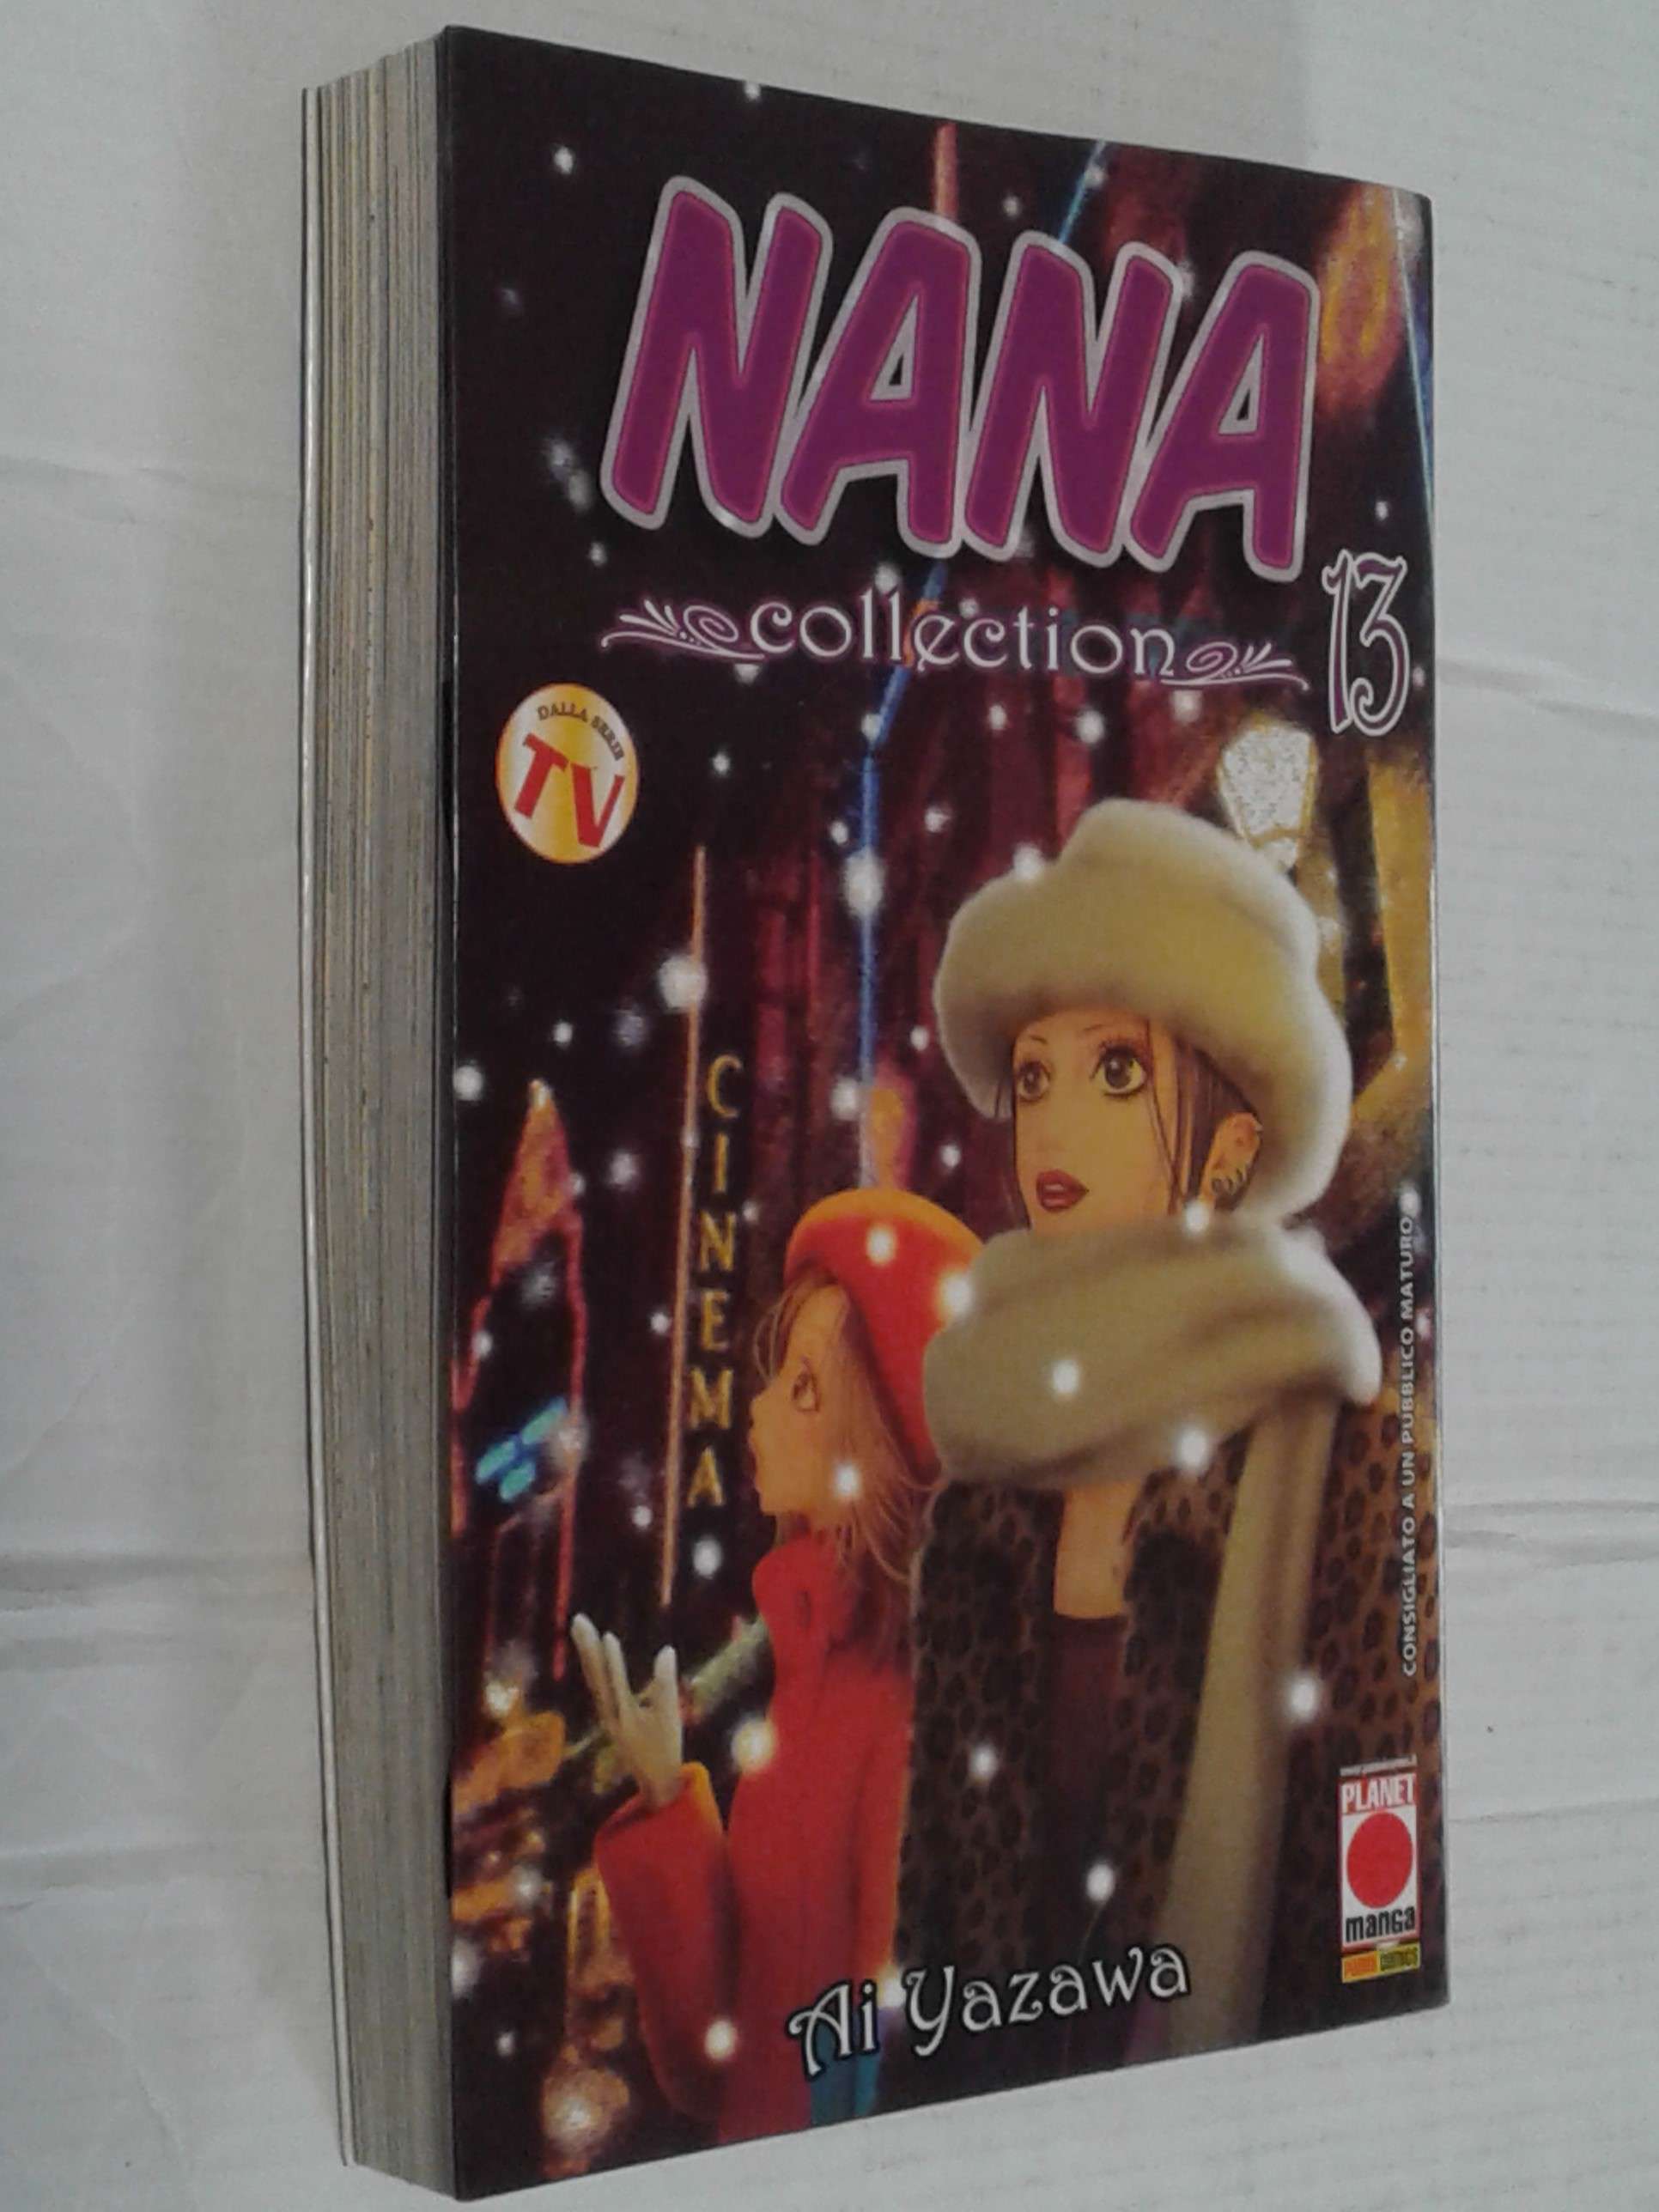 NANA
collection
13
DALLA SERIE
TV
CINEMA
CONSIGLIATO A UN PUBBLICO MATURO
PLANET
manga
PANINI COMICS
Ai Yazawa